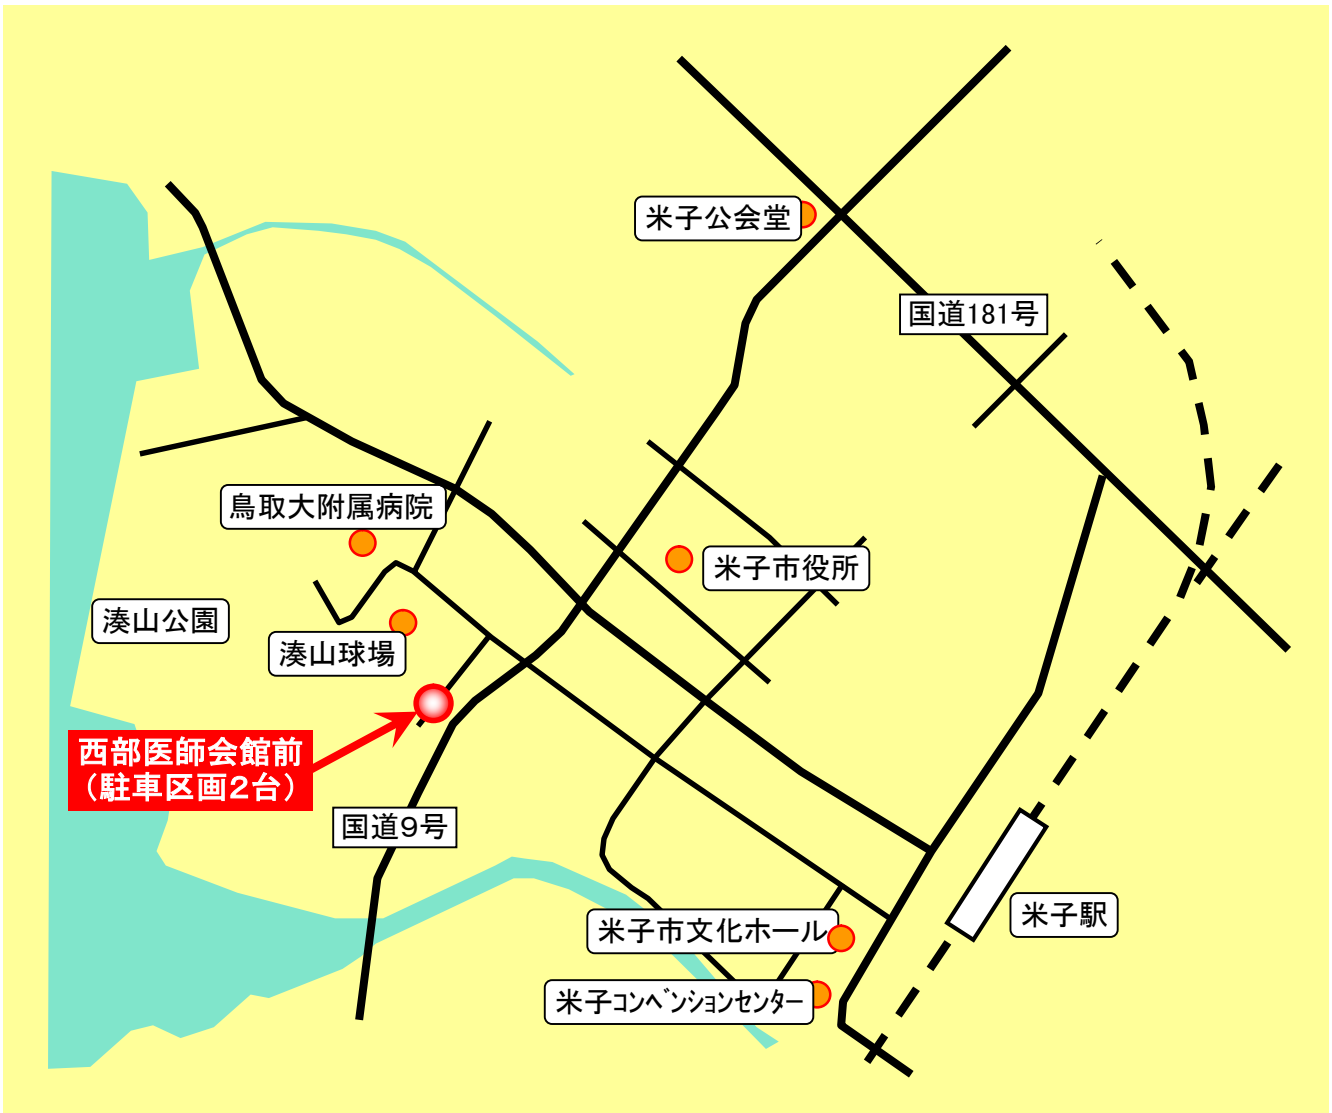 米子公会堂
国道181号
鳥取大附属病院
米子市役所
湊山公園
湊山球場
西部医師会館前
（駐車区画２台）
国道９号
米子駅
米子市文化ホール
米子ｺﾝﾍﾞﾝｼｮﾝｾﾝﾀｰ